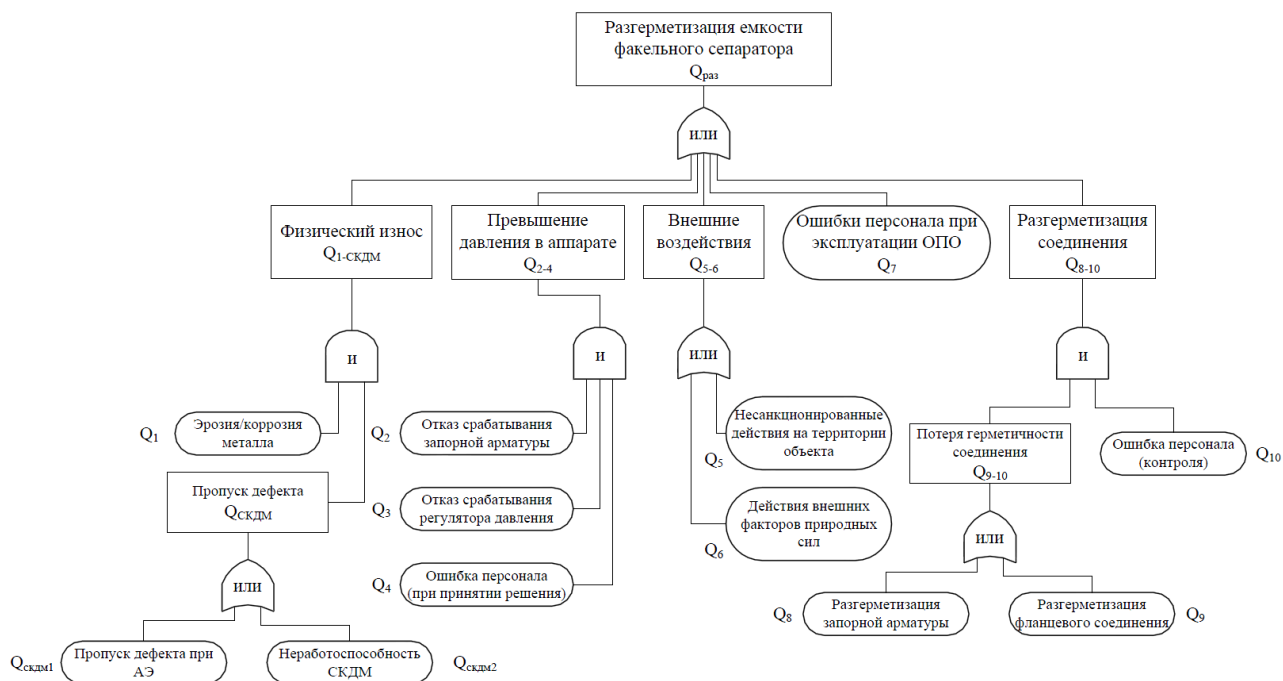 Разгерметизация емкости
факельного сепаратора
Qраз
или
Физический износ
Q1-СКДМ
Превышение
давления в аппарате
Q2-4
Внешние
воздействия
Q5-6
Ошибки персонала при
эксплуатации ОПО
Q7
Разгерметизация
соединения
Q8-10
и
и
или
и
Q1
Эрозия/коррозия
металла
Q2
Отказ срабатывания
запорной арматуры
Несанкционированные
действия на территории
объекта
Q5
Потеря герметичности
соединения
Q9-10
Ошибка персонала
(контроля)
Q10
Пропуск дефекта
QСКДМ
Q3
Отказ срабатывания
регулятора давления
Действия внешних
факторов природных
сил
Q6
или
или
Q4
Ошибка персонала
(при принятии решения)
Q8
Разгерметизация
запорной арматуры
Разгерметизация
фланцевого соединения
Q9
Qскдм1
Пропуск дефекта при
АЭ
Неработоспособность
СКДМ
Qскдм2